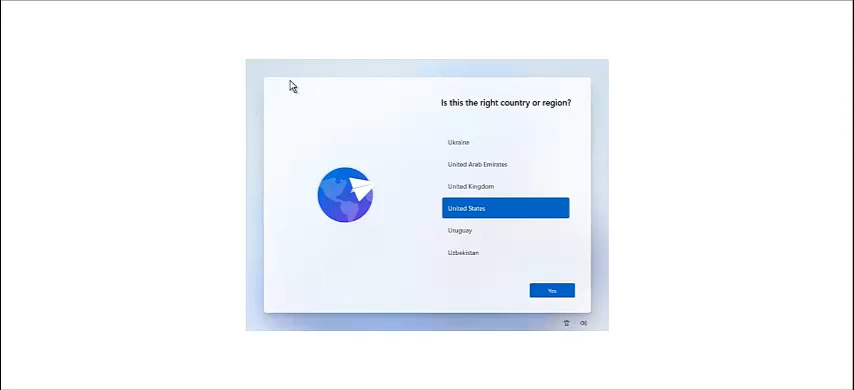 Is this the right country or region?
Ukraine
United Arab Emirates
United Kingdom
United States
Uruguay
Uzbekistan
Yes